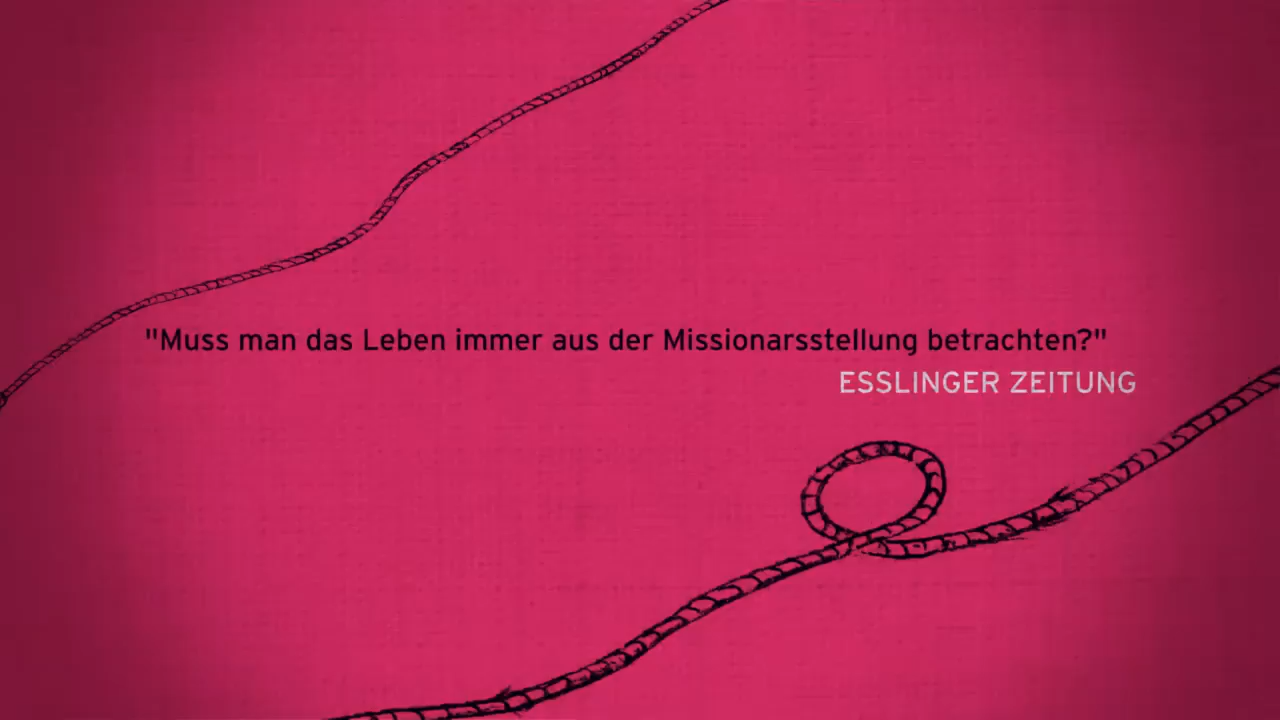 "Muss man das Leben immer aus der Missionarsstellung betrachten?"
ESSLINGER ZEITUNG